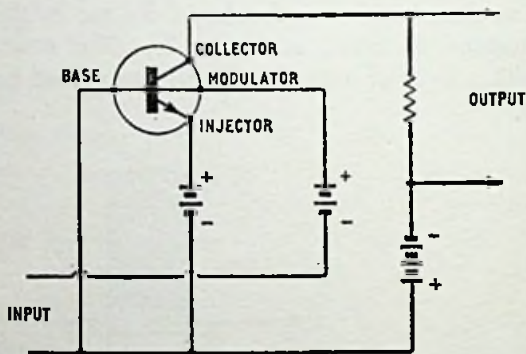 COLLECTOR
BASE
MODULATOR
OUTPUT
INJECTOR
+
+
-
-
-
+
INPUT